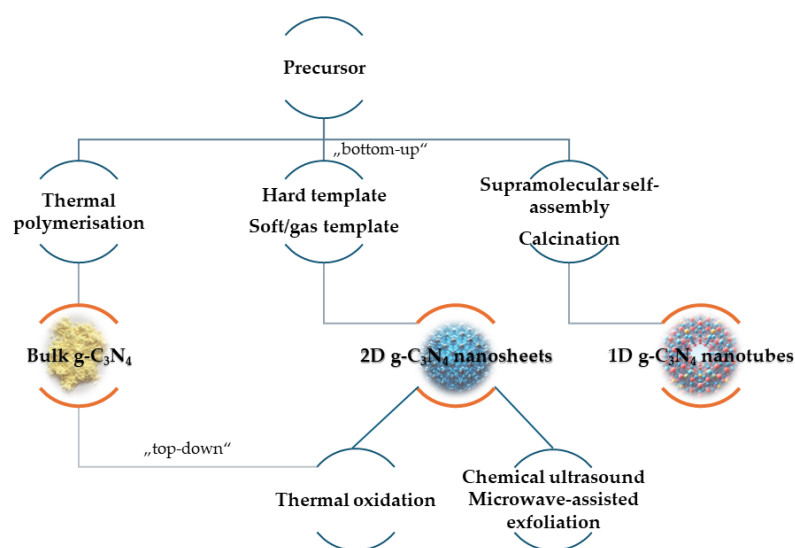 Precursor
„bottom-up“
Thermal
polymerisation
Hard template
Soft/gas template
Supramolecular self-
assembly
Calcination
Bulk g-C₃N₄
2D g-C₃N₄ nanosheets
1D g-C₃N₄ nanotubes
„top-down“
Thermal oxidation
Chemical ultrasound
Microwave-assisted
exfoliation